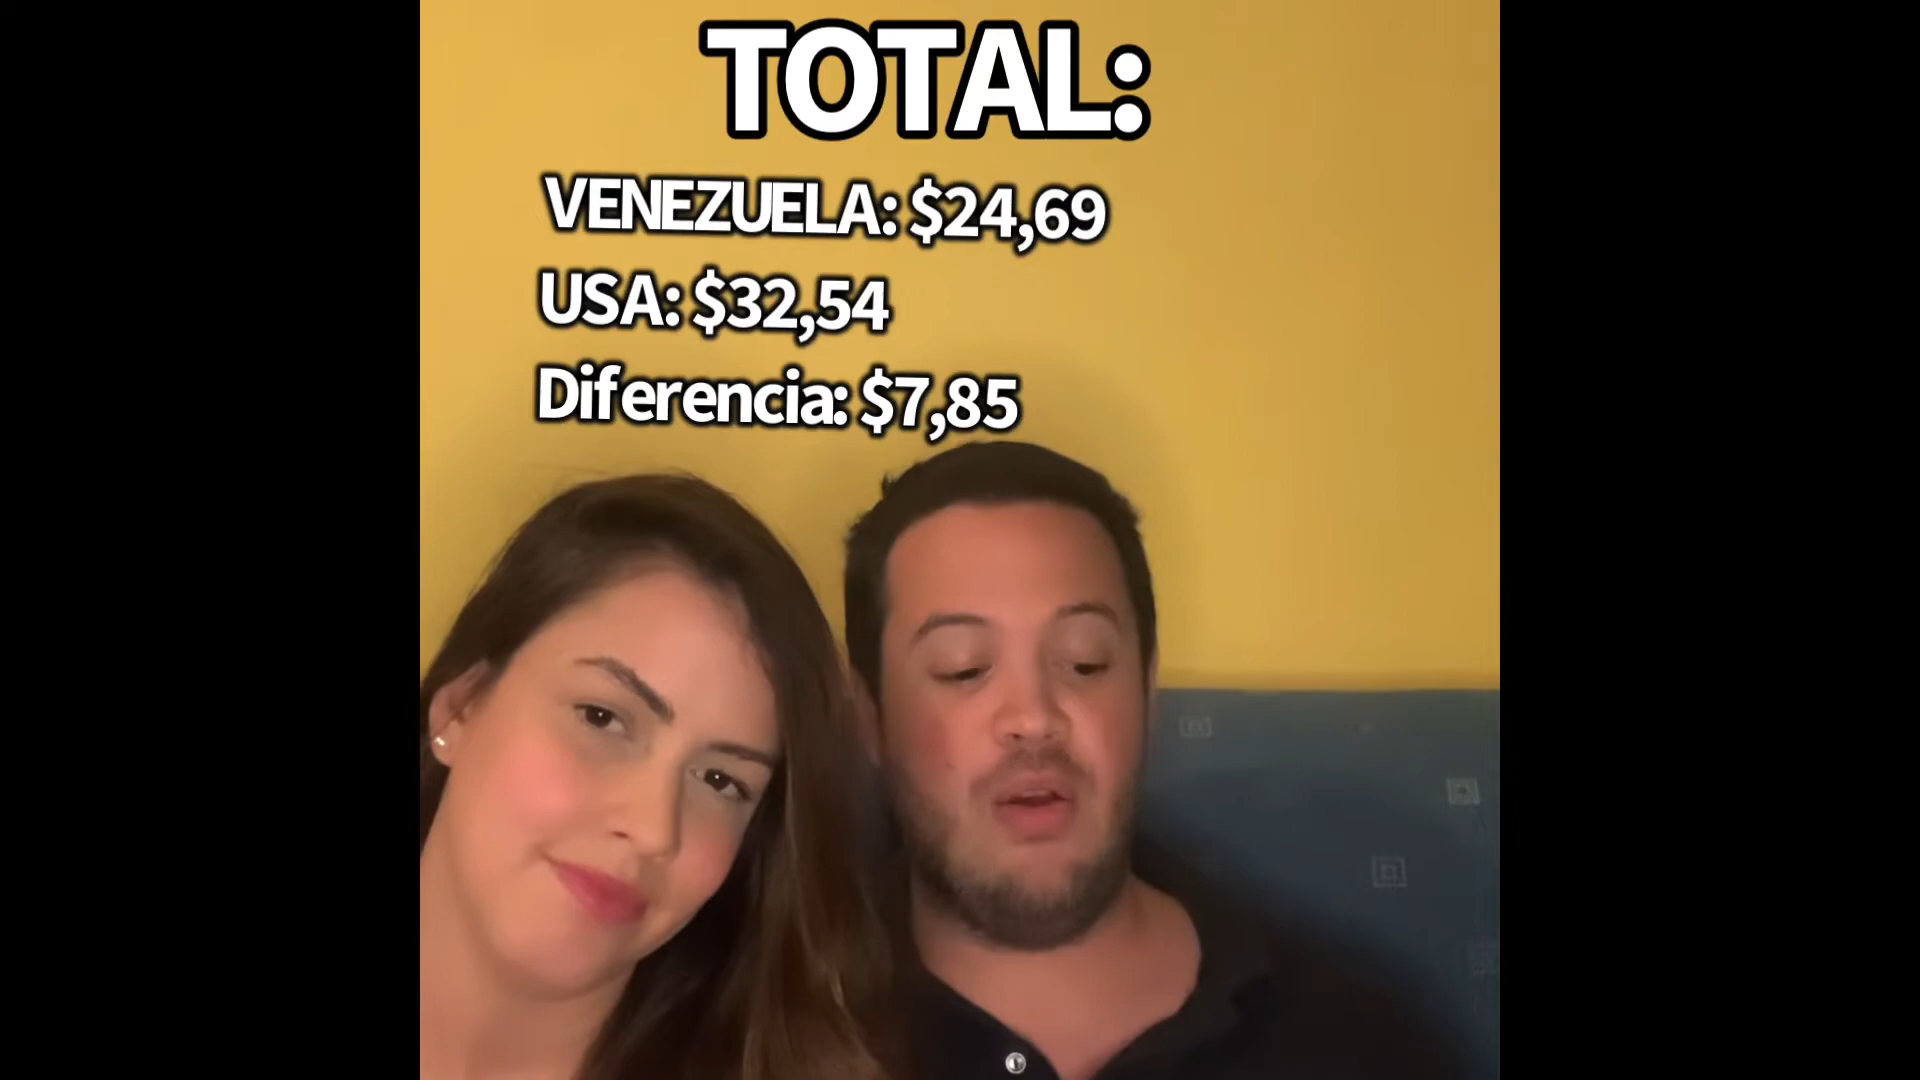 TOTAL:
VENEZUELA: $24,69
USA: $32,54
Diferencia: $7,85